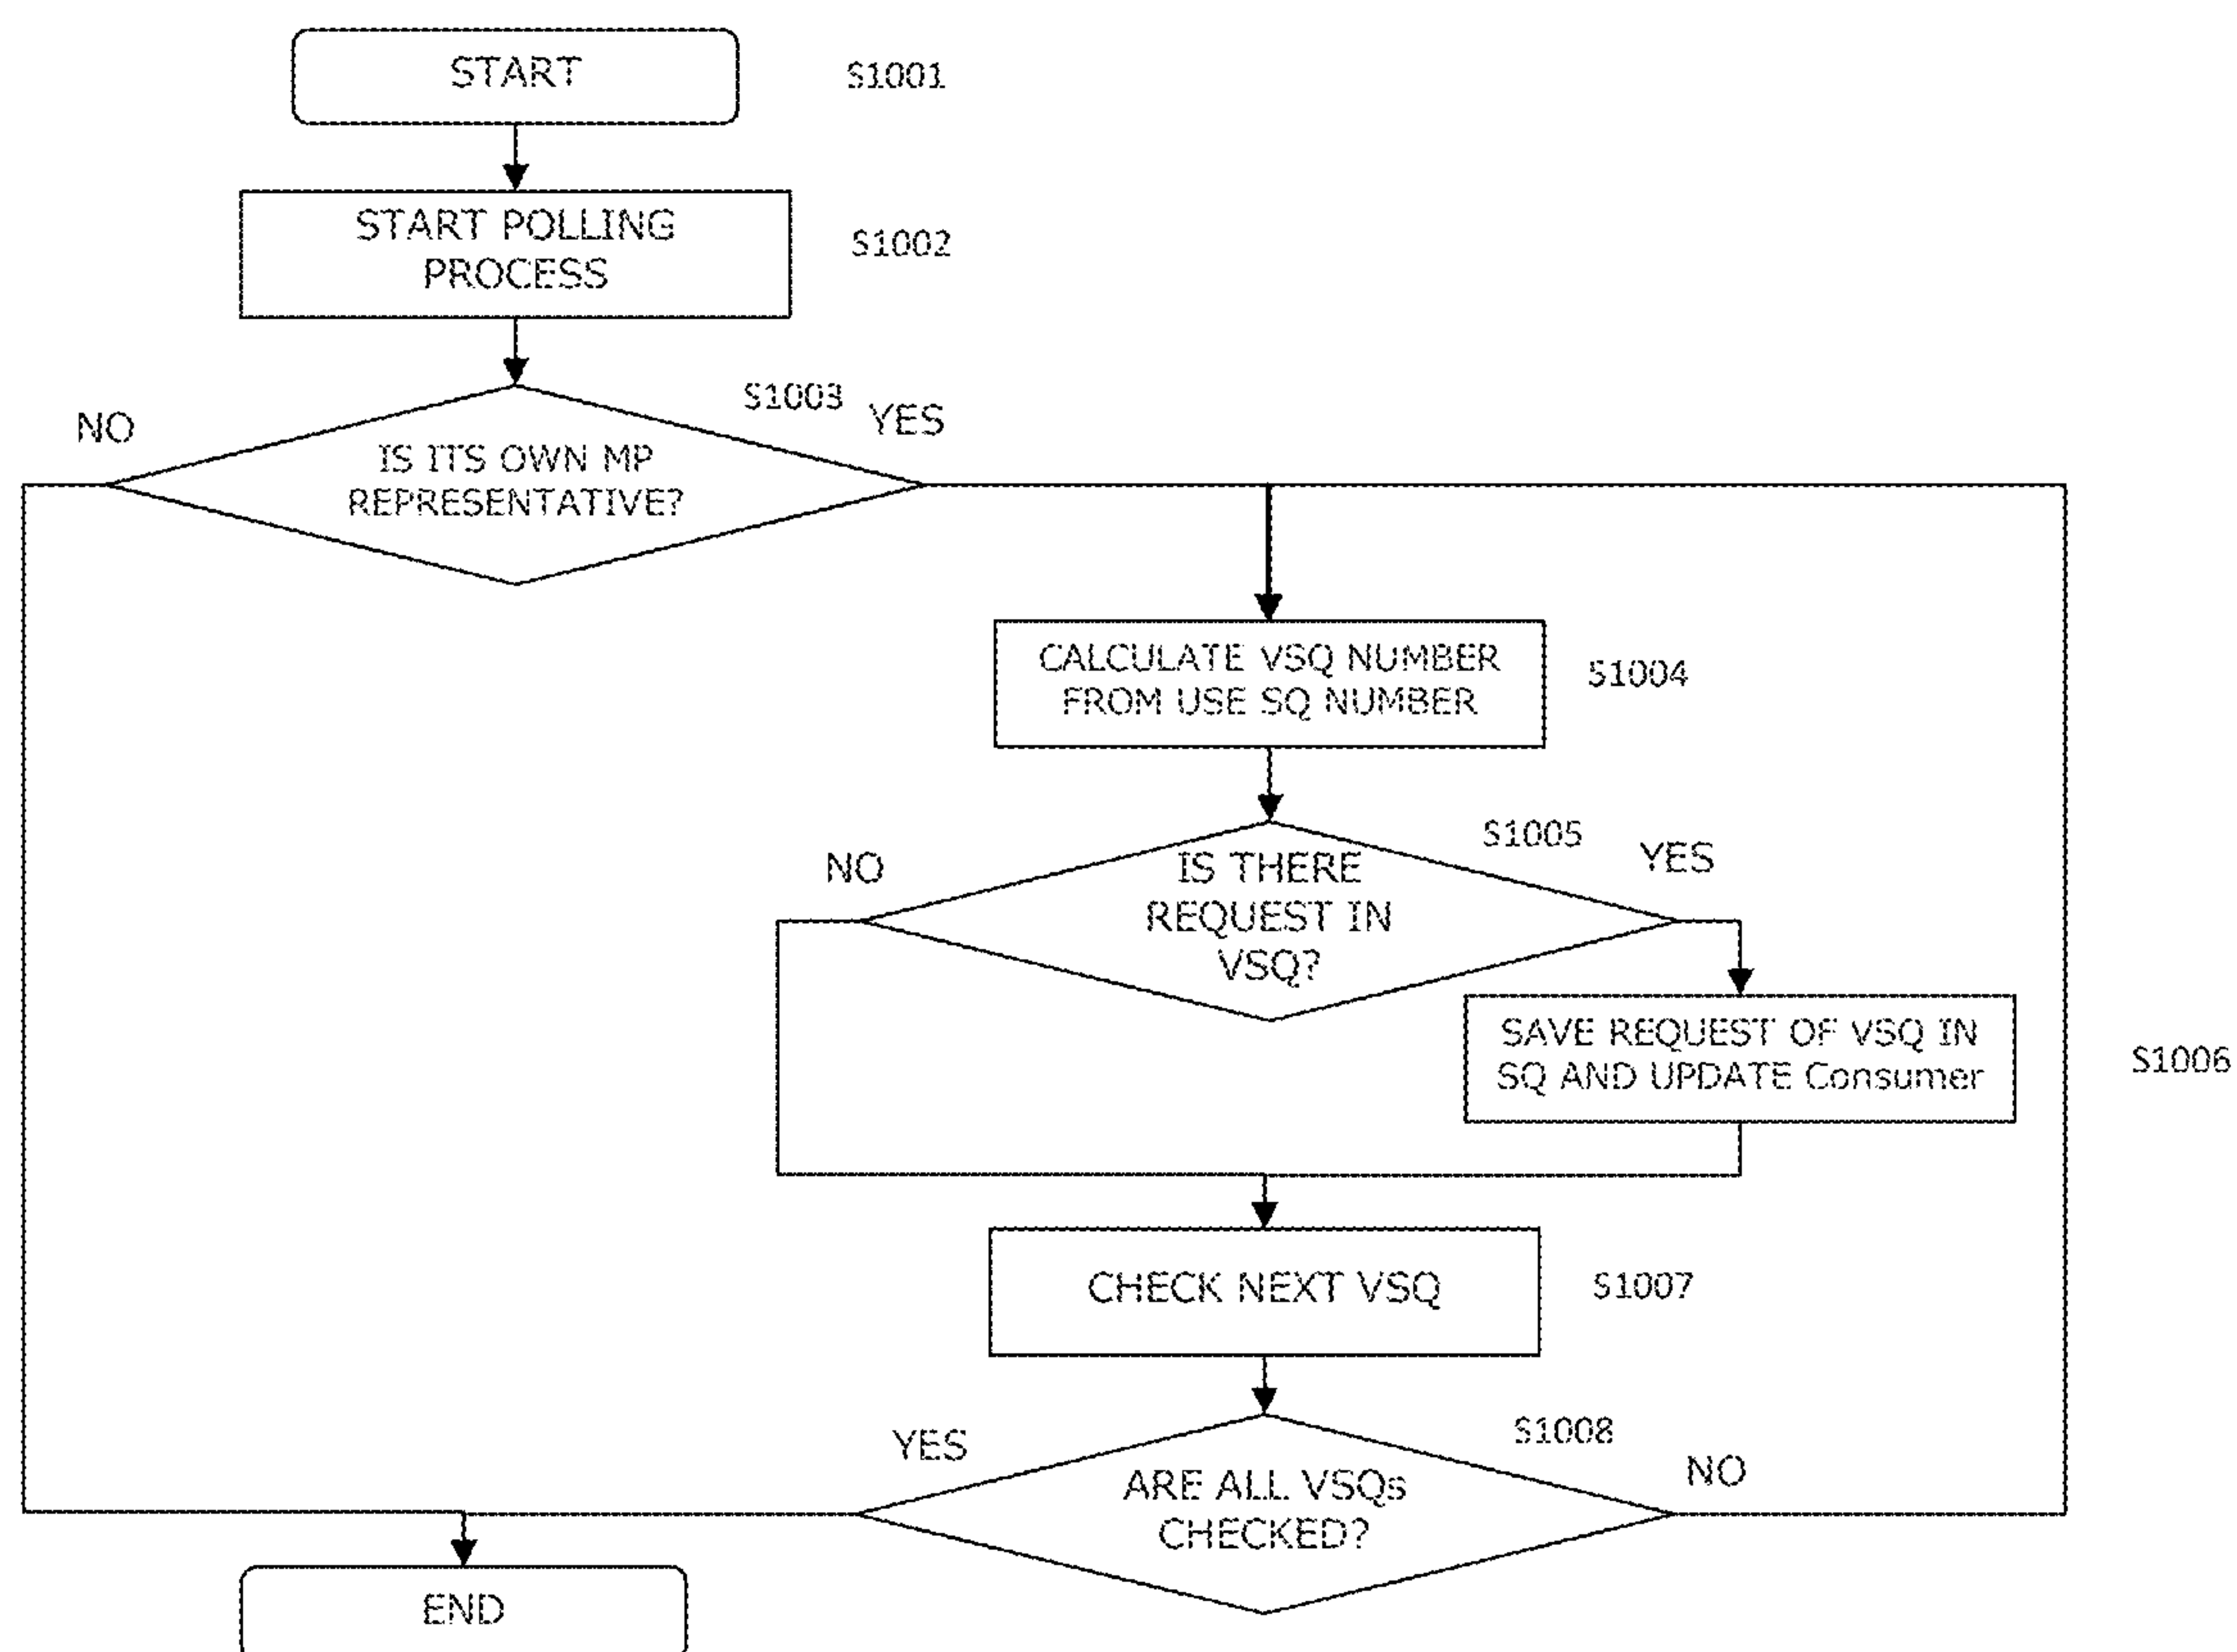 START
S1001
START POLLING
PROCESS
S1002
S1003
NO
YES
IS ITS OWN MP
REPRESENTATIVE?
CALCULATE VSQ NUMBER
FROM USE SQ NUMBER
S1004
S1005
NO
YES
IS THERE
REQUEST IN
VSQ?
SAVE REQUEST OF VSQ IN
SQ AND UPDATE Consumer
S1006
CHECK NEXT VSQ
S1007
S1008
YES
NO
ARE ALL VSQs
CHECKED?
END